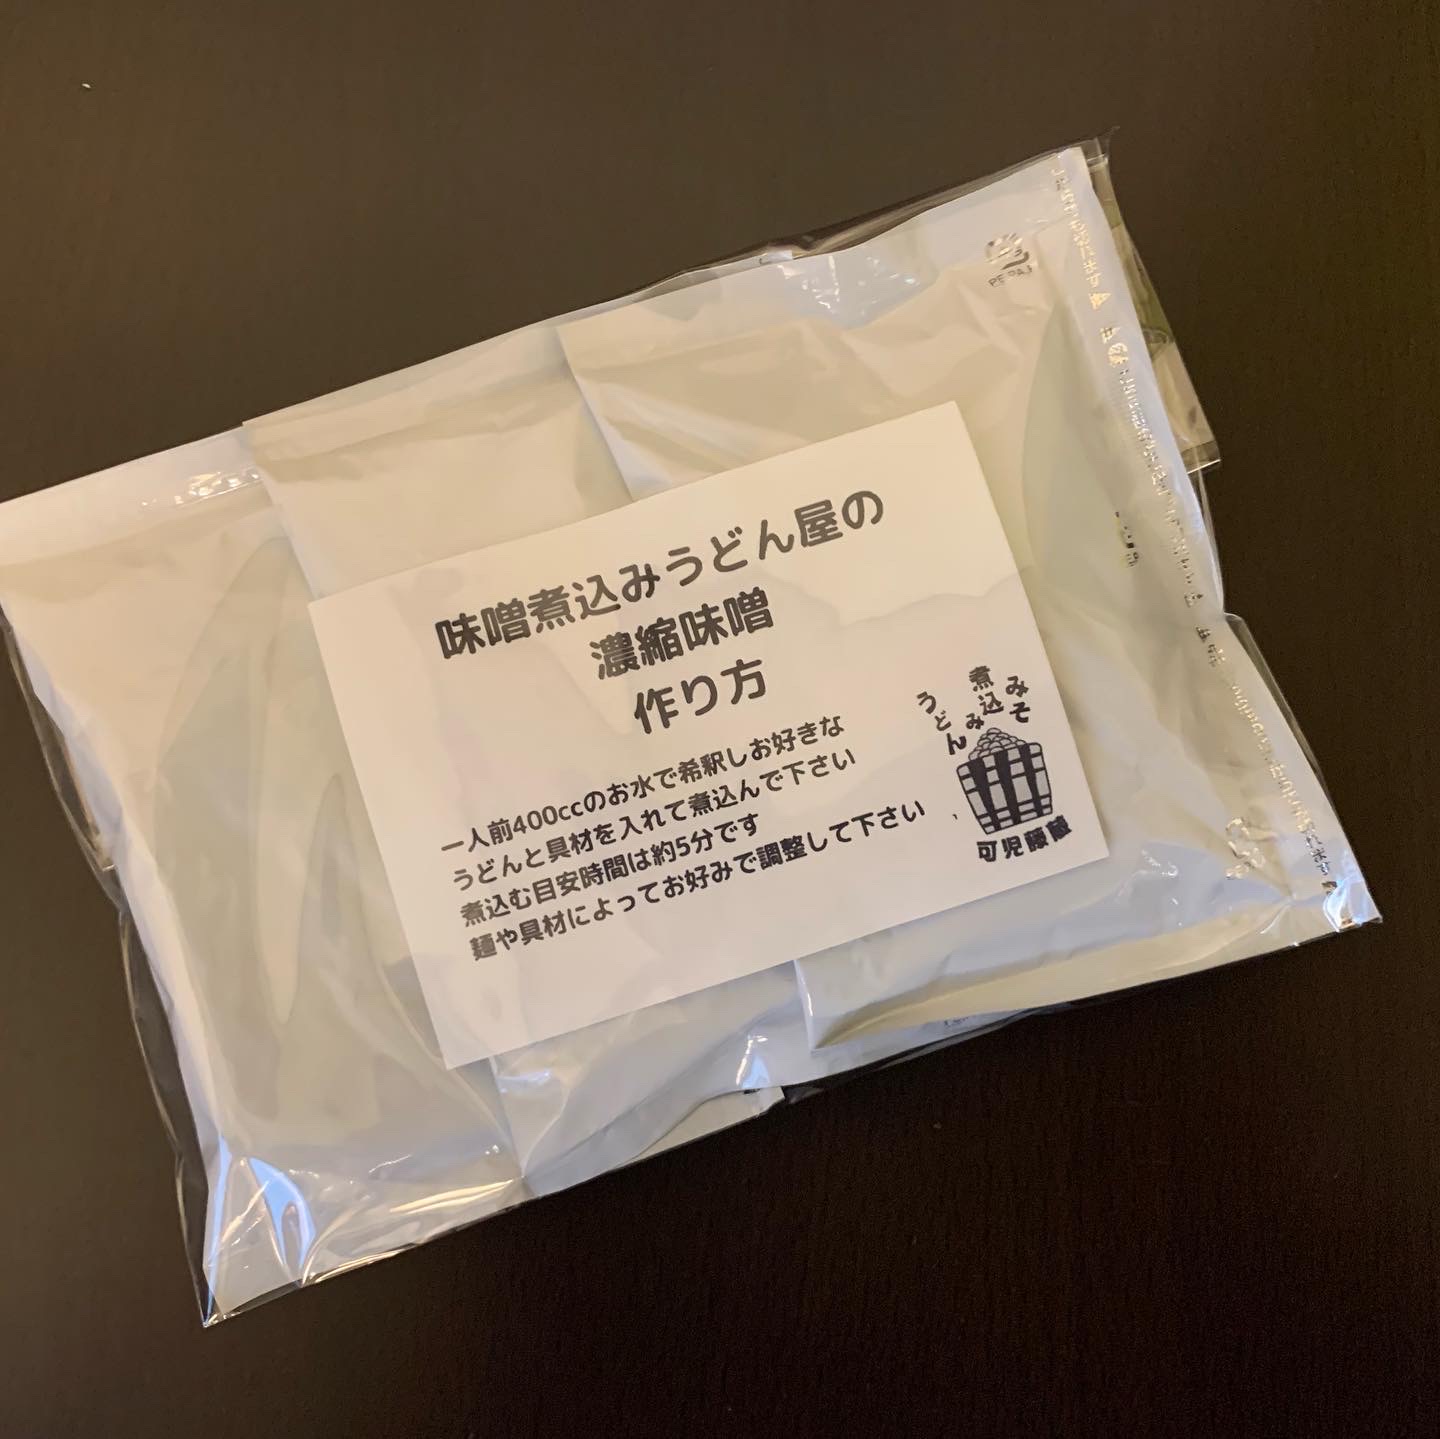 味噌煮込みうどん屋の
濃縮味噌
作り方
一人前400ccのお水で希釈しお好きな
うどんと具材を入れて煮込んで下さい
煮込む目安時間は約5分です
麺や具材によってお好みで調整して下さい
みそ
煮込み
うどん